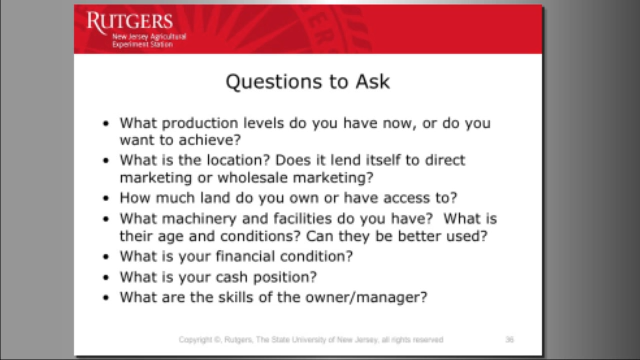 RUTGERS
New Jersey Agricultural
Experiment Station
Questions to Ask
• What production levels do you have now, or do you
want to achieve?
• What is the location? Does it lend itself to direct
marketing or wholesale marketing?
• How much land do you own or have access to?
• What machinery and facilities do you have?  What is
their age and conditions? Can they be better used?
• What is your financial condition?
• What is your cash position?
• What are the skills of the owner/manager?
Copyright ©, Rutgers, The State University of New Jersey, all rights reserved
36